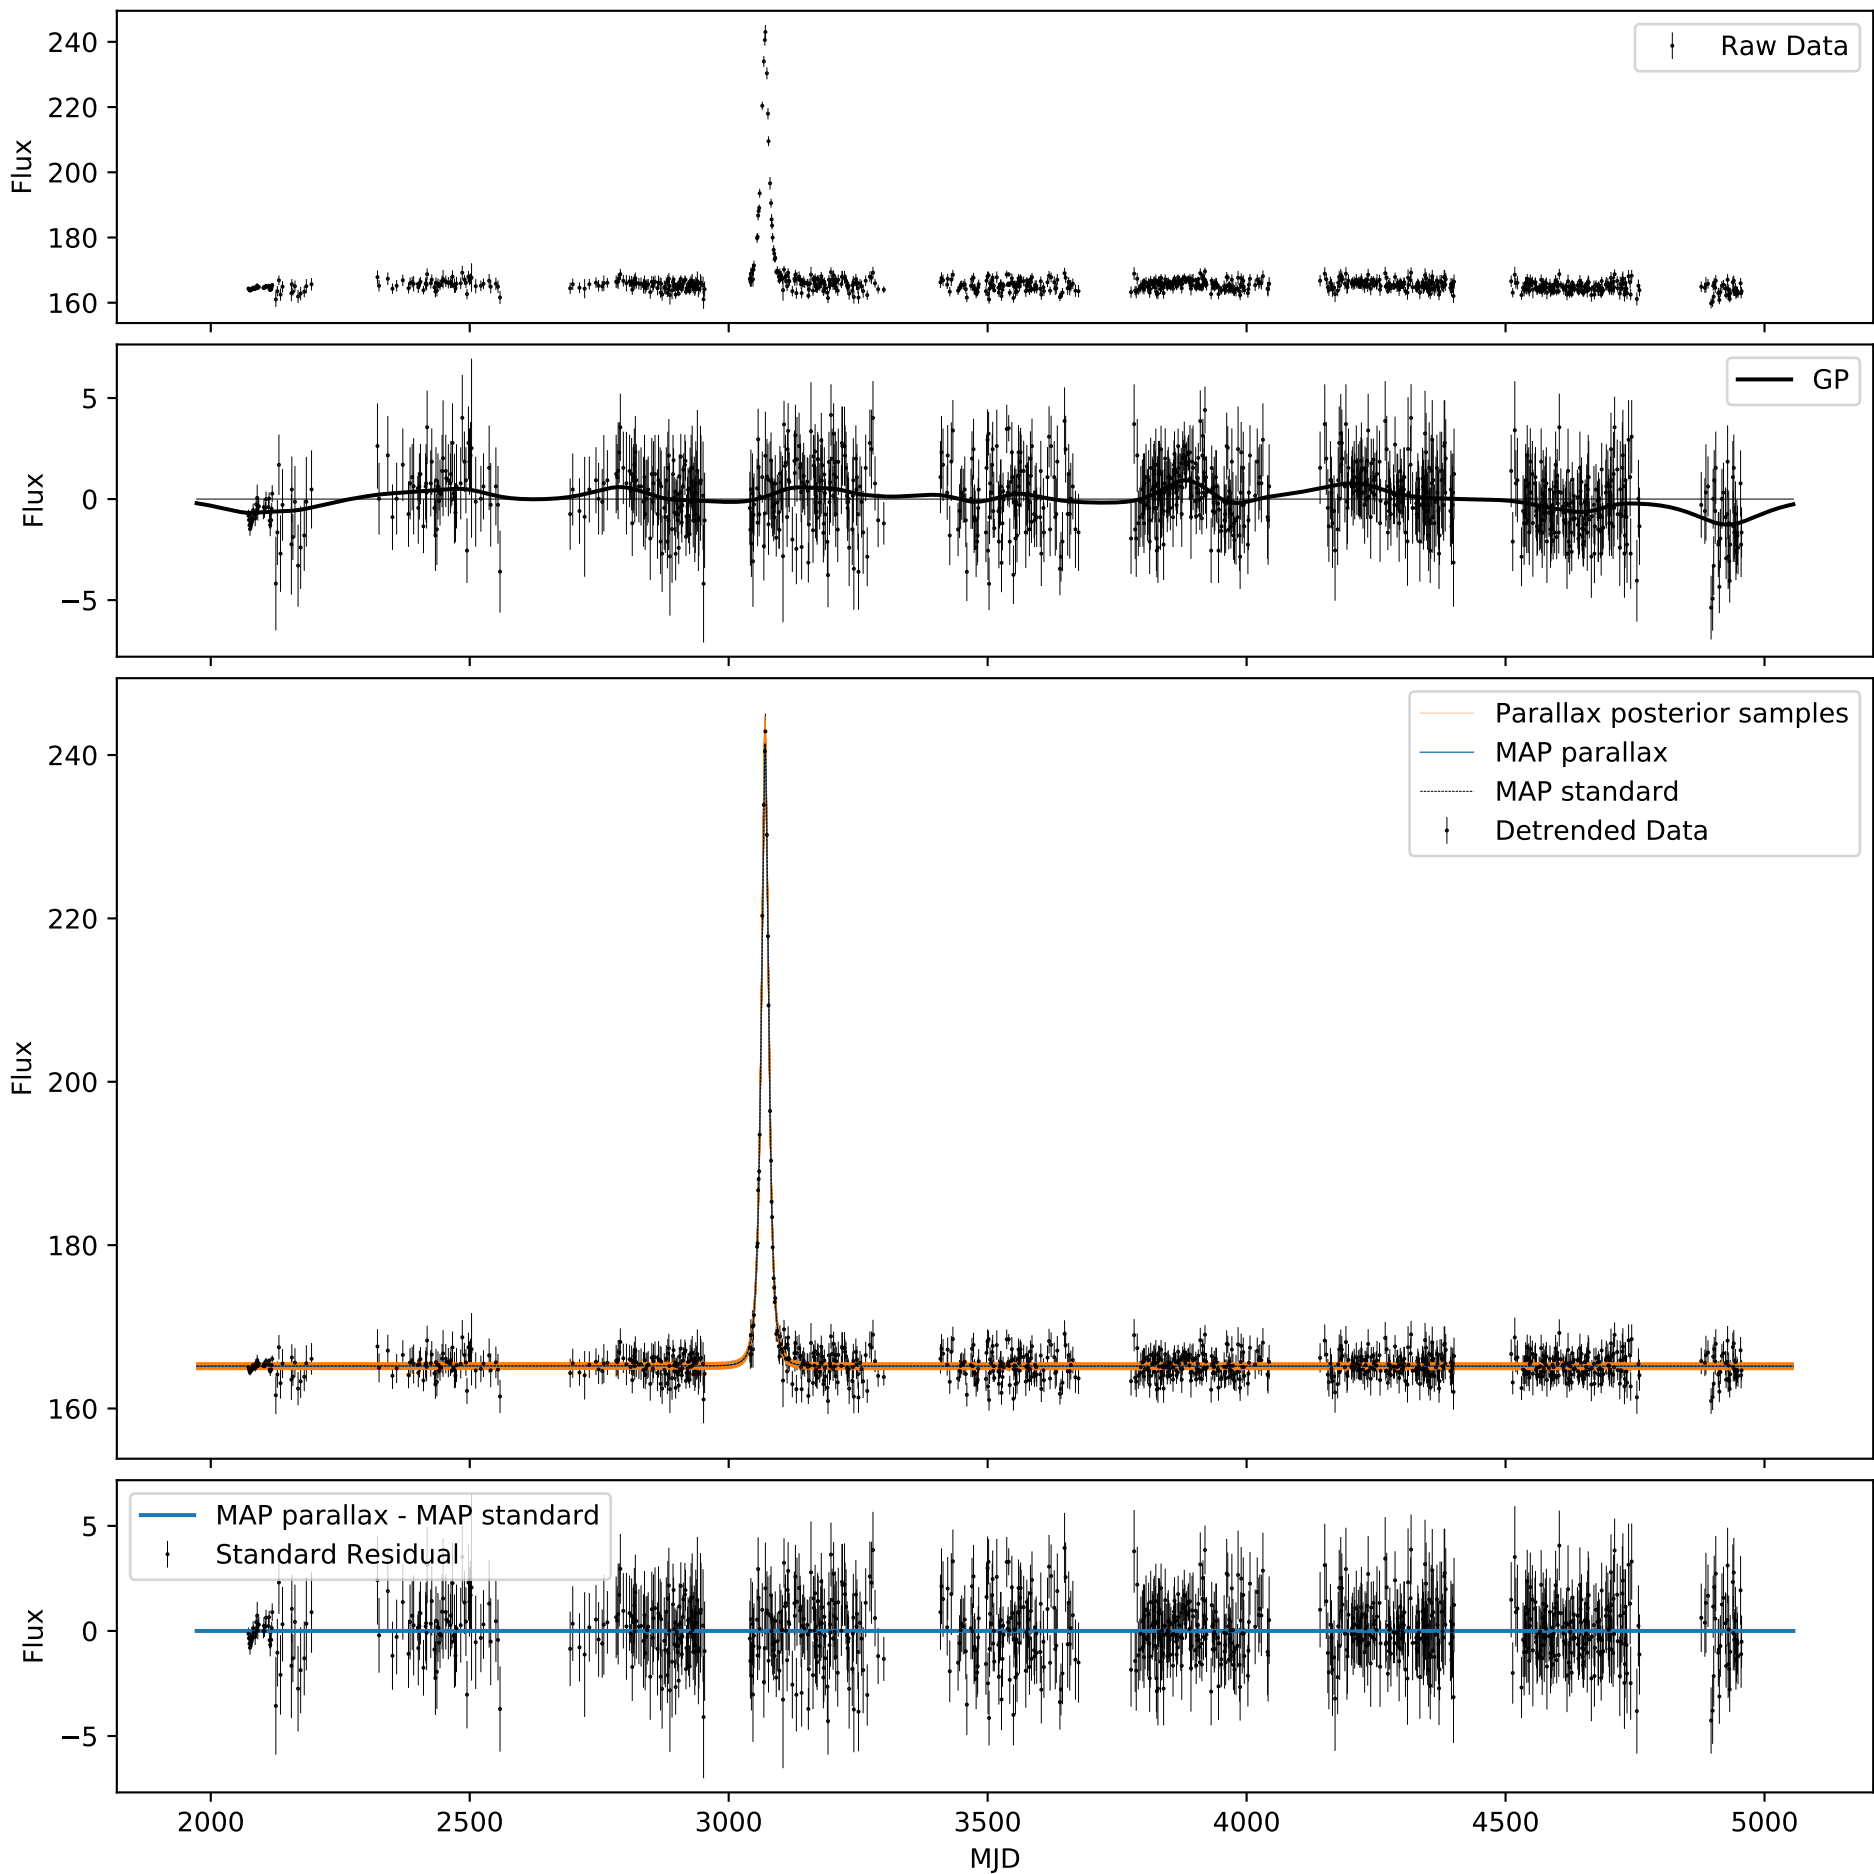 240
220
200
180
160
Flux
Raw Data
5
0
−5
Flux
GP
240
220
200
180
160
Flux
Parallax posterior samples
MAP parallax
MAP standard
Detrended Data
5
0
−5
Flux
MAP parallax - MAP standard
Standard Residual
2000 2500 3000 3500 4000 4500 5000
MJD